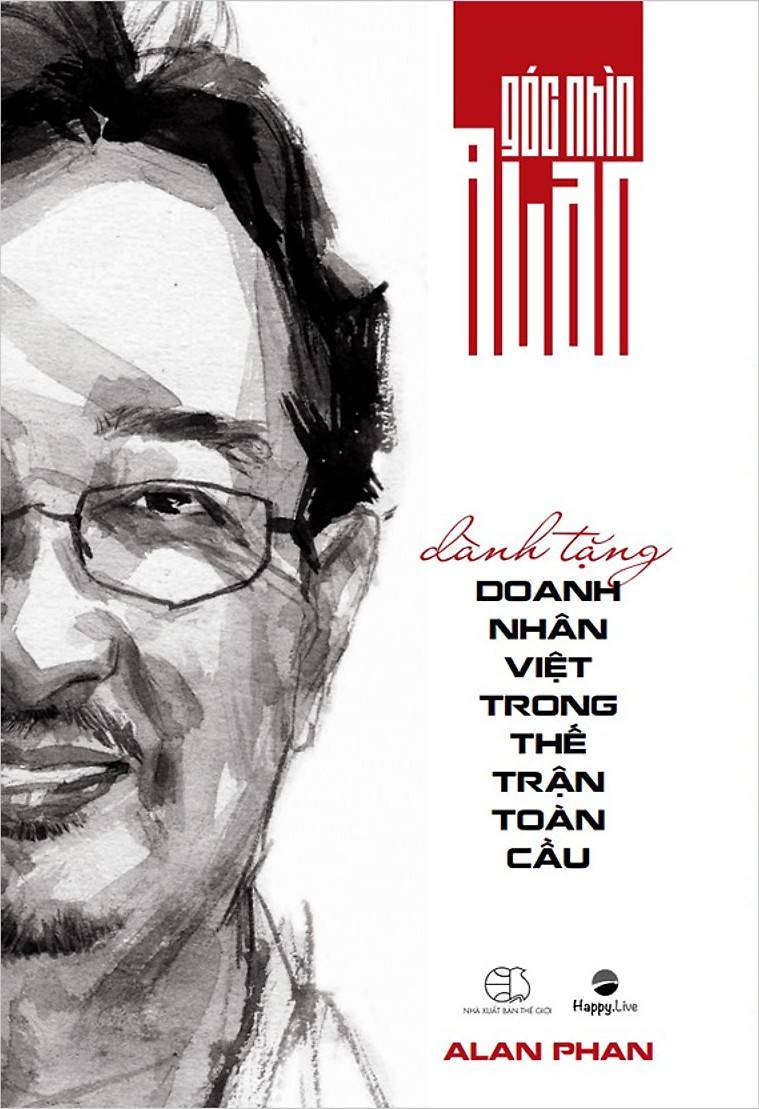 góc nhìn
alan
dành tặng
DOANH
NHÂN
VIỆT
TRONG
THẾ
TRẬN
TOÀN
CẦU
NHÀ XUẤT BẢN THẾ GIỚI
Happy.Live
ALAN PHAN